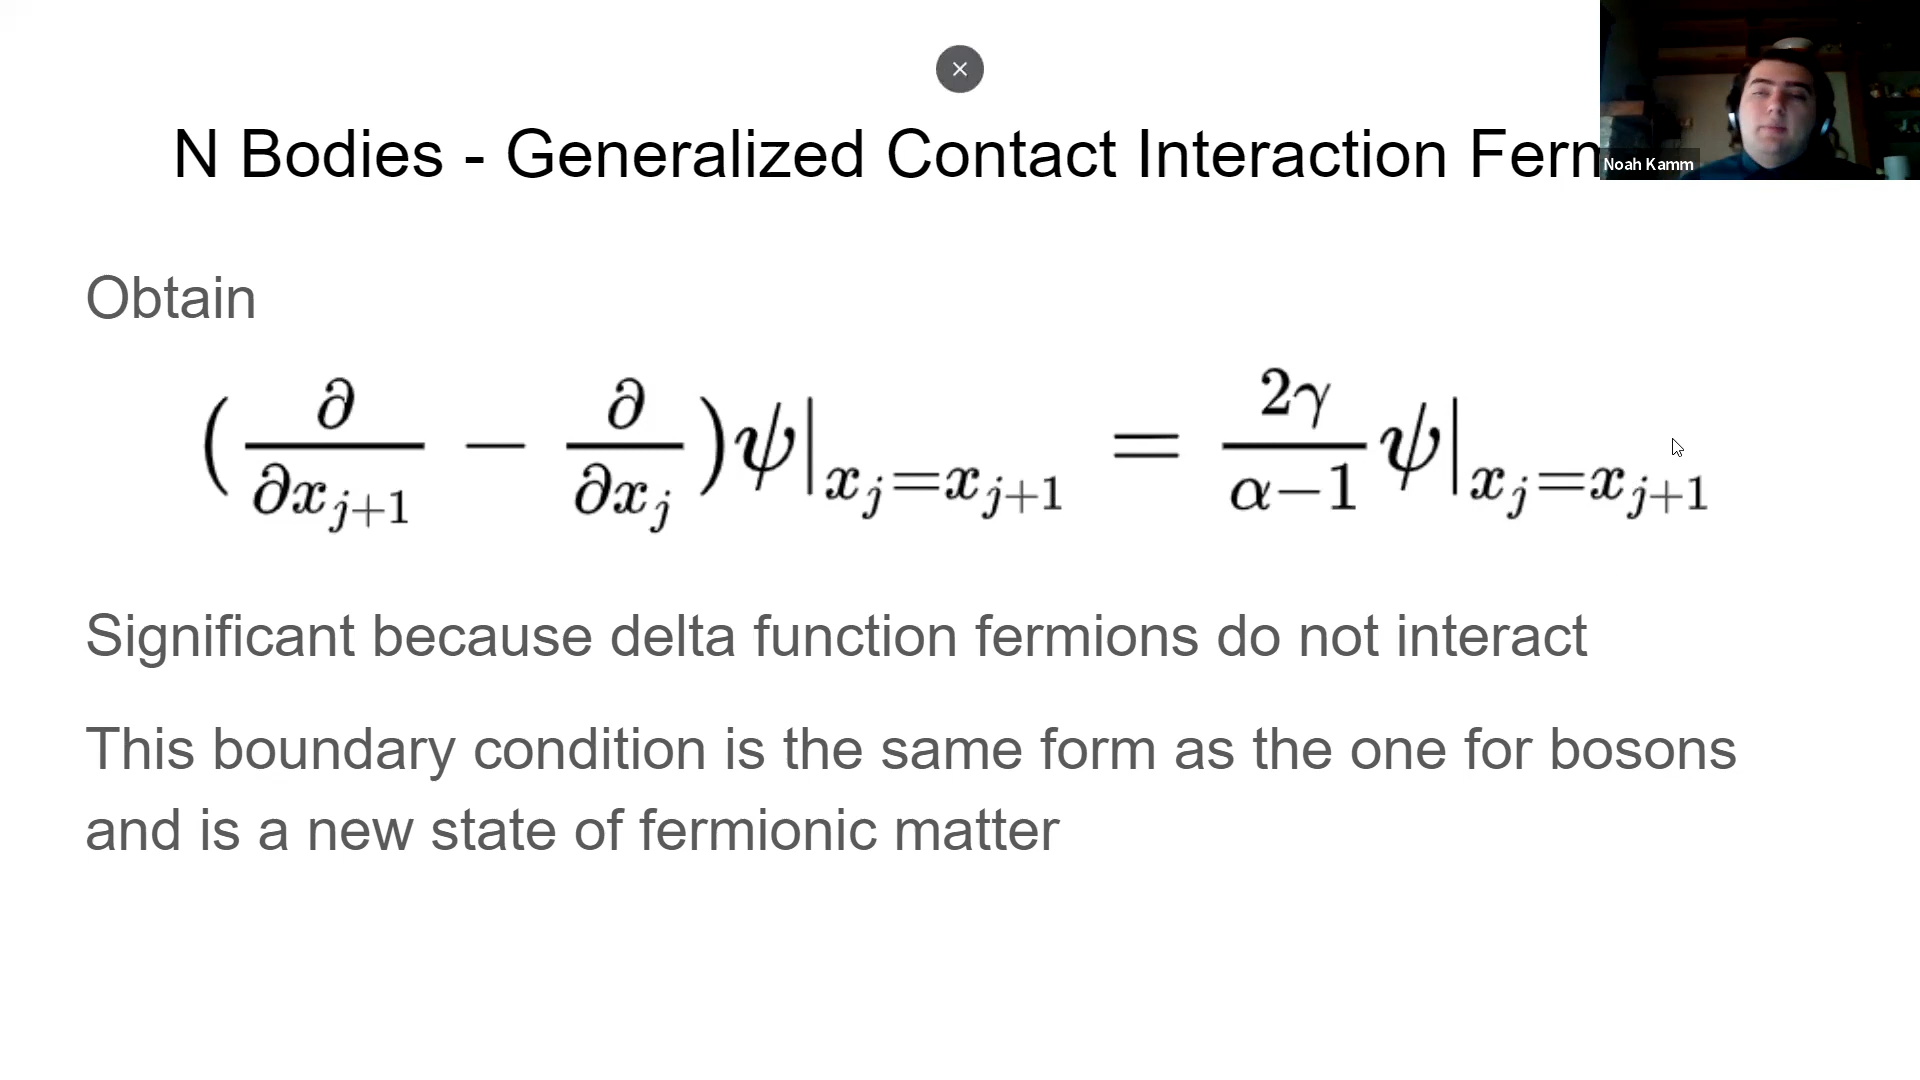 N Bodies - Generalized Contact Interaction Fern
Noah Kamm
Obtain
(∂/∂x_{j+1} − ∂/∂x_j)ψ|_{x_j=x_{j+1}} = 2γ/(α−1) ψ|_{x_j=x_{j+1}}
Significant because delta function fermions do not interact
This boundary condition is the same form as the one for bosons
and is a new state of fermionic matter